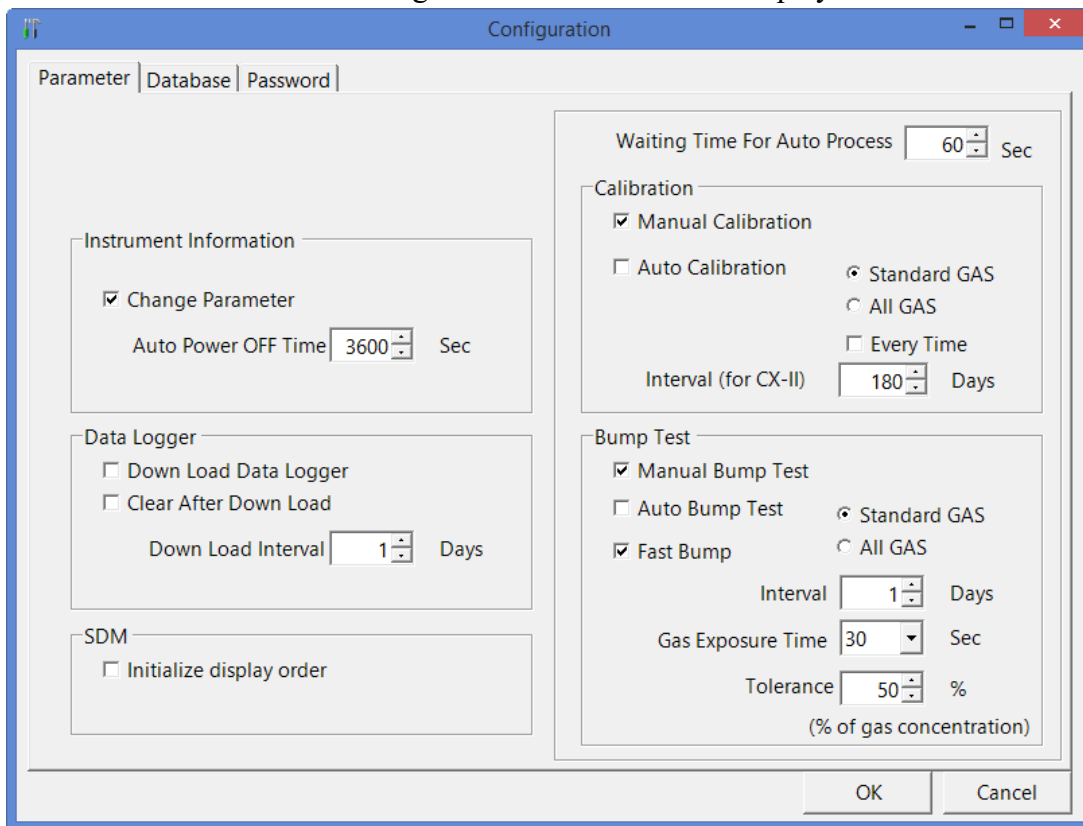 Configuration
Parameter Database Password
Waiting Time For Auto Process 60 Sec
Instrument Information
Change Parameter
Auto Power OFF Time 3600 Sec
Data Logger
Down Load Data Logger
Clear After Down Load
Down Load Interval 1 Days
SDM
Initialize display order
Calibration
Manual Calibration
Auto Calibration
Standard GAS
All GAS
Every Time
Interval (for CX-II) 180 Days
Bump Test
Manual Bump Test
Auto Bump Test
Standard GAS
Fast Bump
All GAS
Interval 1 Days
Gas Exposure Time 30 Sec
Tolerance 50 %
(% of gas concentration)
OK Cancel